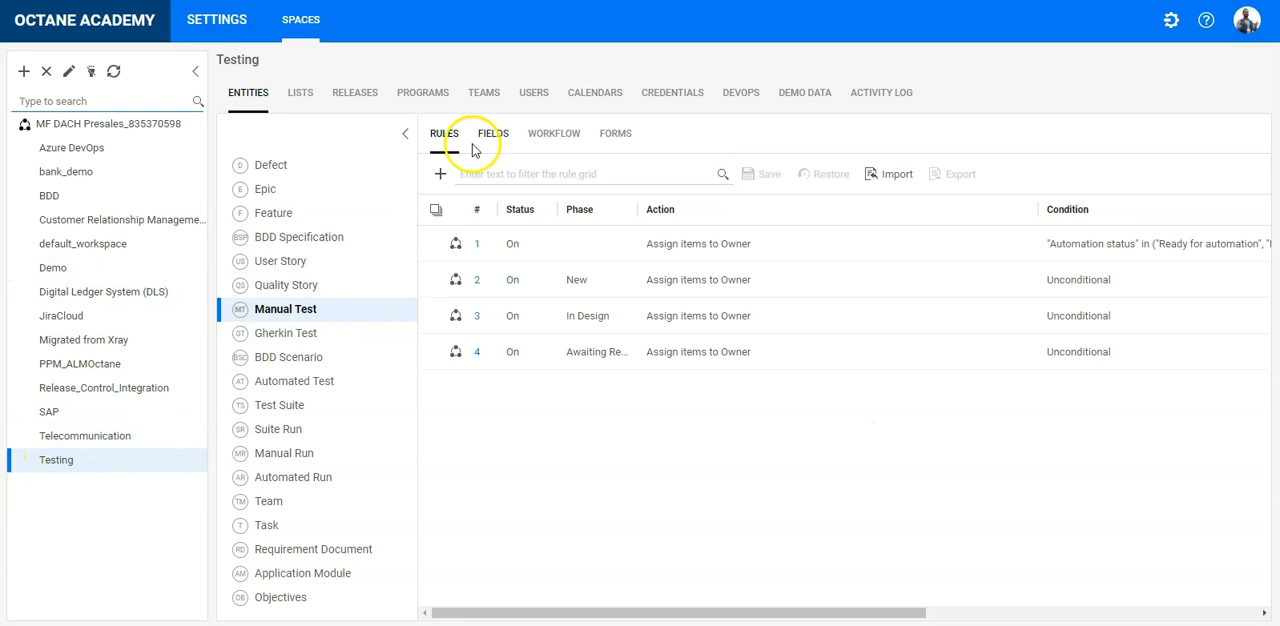 OCTANE ACADEMY
SETTINGS
SPACES
Testing
Type to search
MF DACH Presales_835370598
Azure DevOps
bank_demo
BDD
Customer Relationship Manageme...
default_workspace
Demo
Digital Ledger System (DLS)
JiraCloud
Migrated from Xray
PPM_ALMOctane
Release_Control_Integration
SAP
Telecommunication
Testing
ENTITIES LISTS RELEASES PROGRAMS TEAMS USERS CALENDARS CREDENTIALS DEVOPS DEMO DATA ACTIVITY LOG
D Defect
E Epic
F Feature
BSP BDD Specification
US User Story
QS Quality Story
MT Manual Test
GT Gherkin Test
BSC BDD Scenario
AT Automated Test
TS Test Suite
SR Suite Run
MR Manual Run
AR Automated Run
TM Team
T Task
RD Requirement Document
AM Application Module
OB Objectives
RULES FIELDS WORKFLOW FORMS
Enter text to filter the rule grid
Save Restore Import Export
# Status Phase Action Condition
1 On Assign items to Owner "Automation status" in ("Ready for automation", "
2 On New Assign items to Owner Unconditional
3 On In Design Assign items to Owner Unconditional
4 On Awaiting Re... Assign items to Owner Unconditional